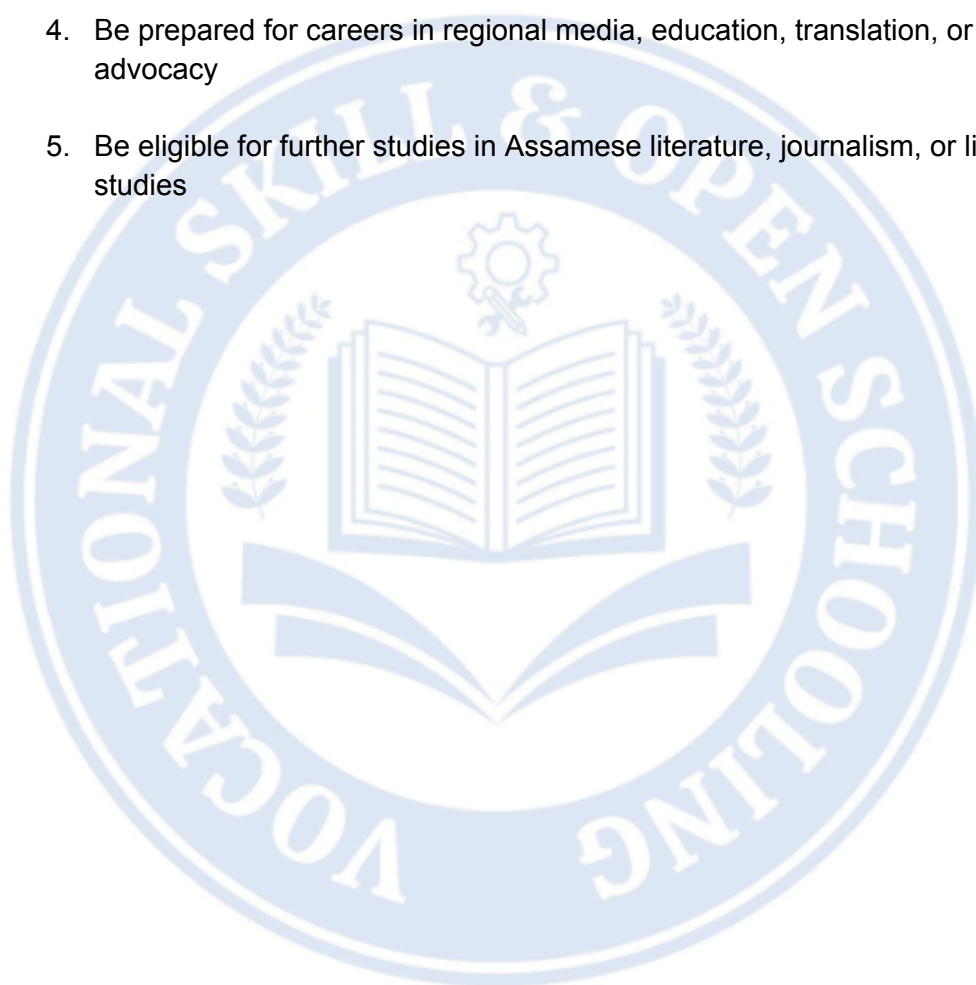 4. Be prepared for careers in regional media, education, translation, or
advocacy
5. Be eligible for further studies in Assamese literature, journalism, or
studies
VOCATIONAL SKILL & OPEN SCHOOLING